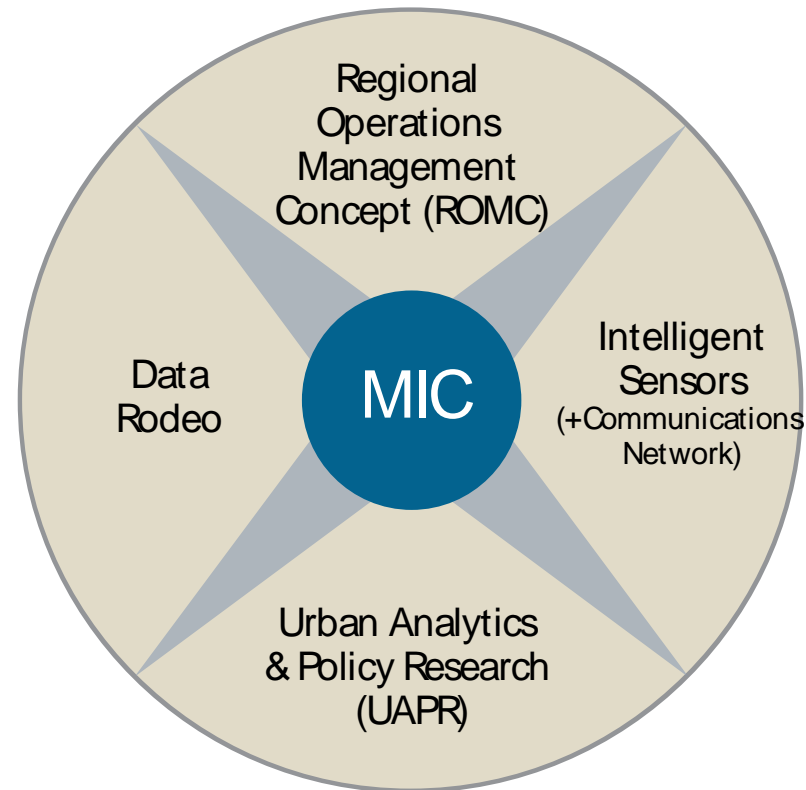 Regional
Operations
Management
Concept (ROMC)
Data
Rodeo
MIC
Intelligent
Sensors
(+Communications
Network)
Urban Analytics
& Policy Research
(UAPR)